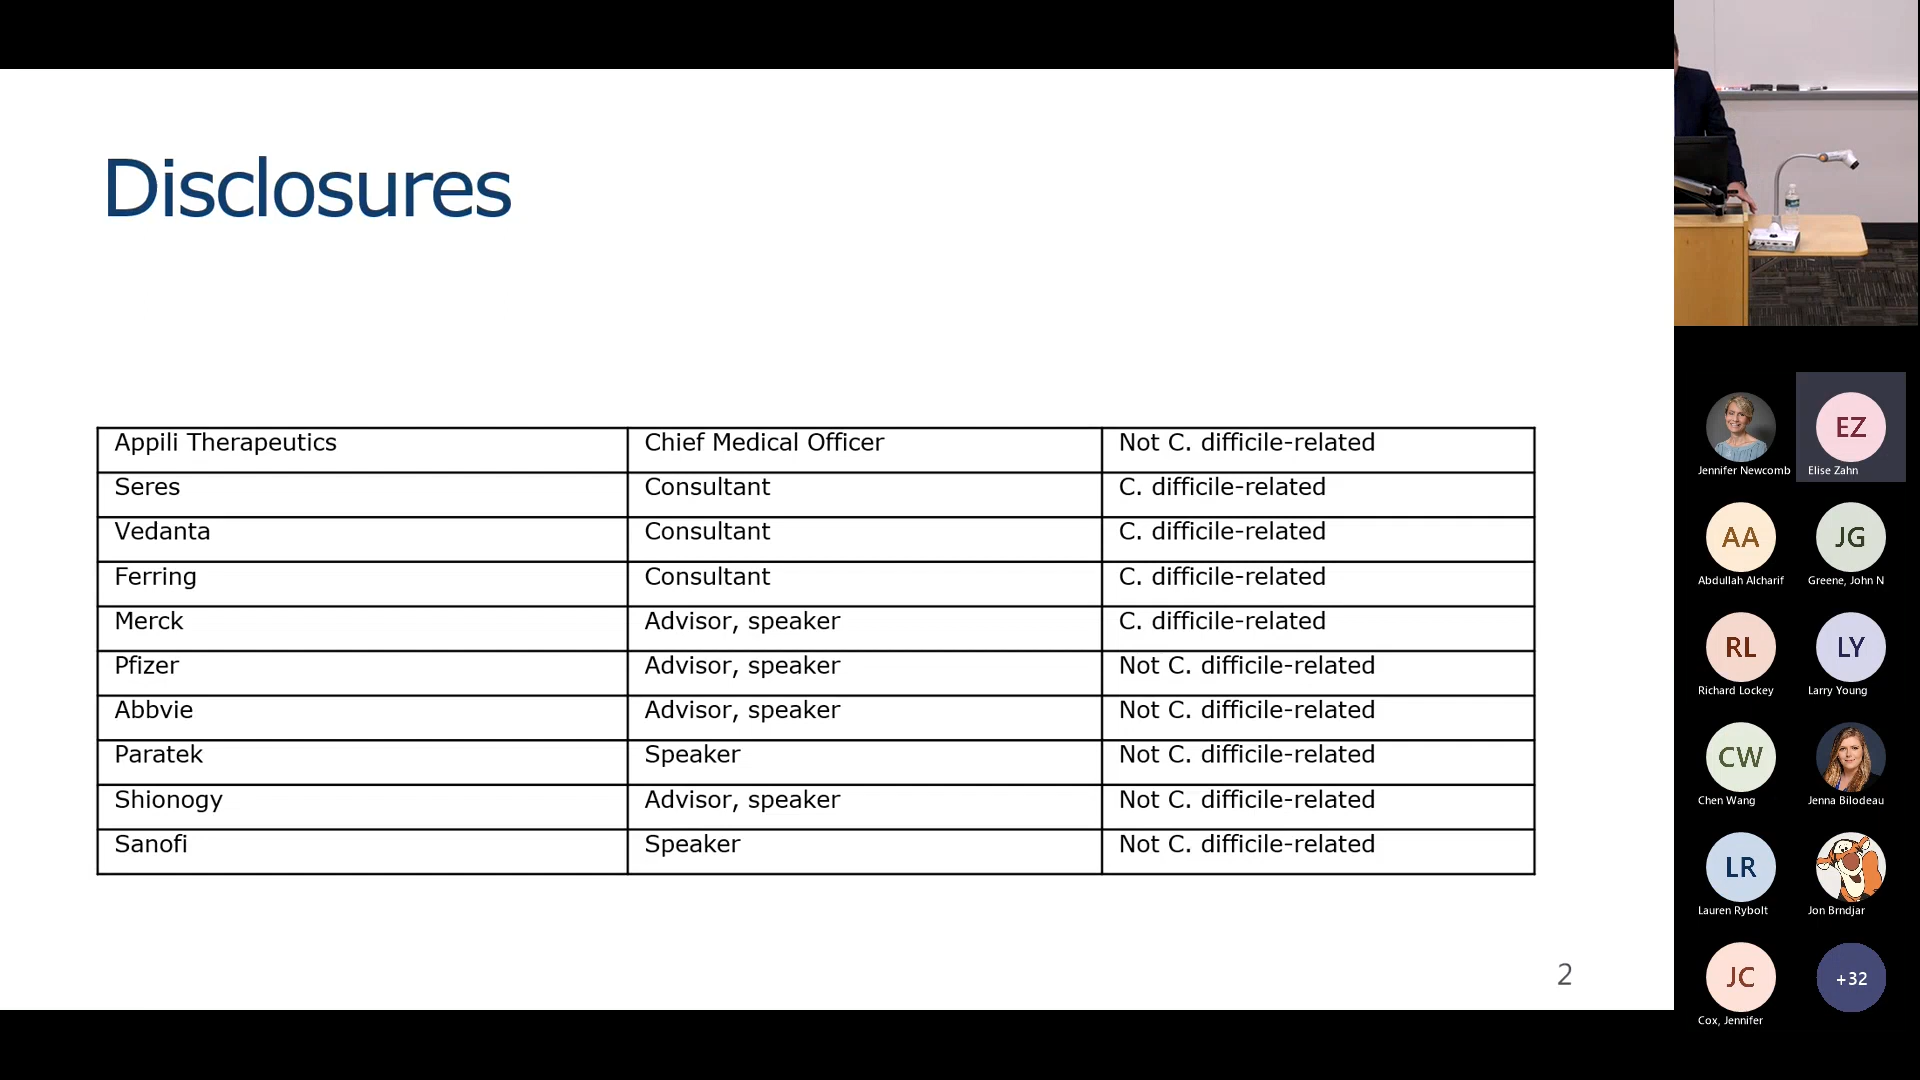 Disclosures
Appili Therapeutics Chief Medical Officer Not C. difficile-related
Seres Consultant C. difficile-related
Vedanta Consultant C. difficile-related
Ferring Consultant C. difficile-related
Merck Advisor, speaker C. difficile-related
Pfizer Advisor, speaker Not C. difficile-related
Abbvie Advisor, speaker Not C. difficile-related
Paratek Speaker Not C. difficile-related
Shionogy Advisor, speaker Not C. difficile-related
Sanofi Speaker Not C. difficile-related
2
EZ
Jennifer Newcomb Elise Zahn
AA JG
Abdullah Alcharif Greene, John N
RL LY
Richard Lockey Larry Young
CW
Chen Wang Jenna Bilodeau
LR
Lauren Rybolt Jon Brndjar
JC +32
Cox, Jennifer